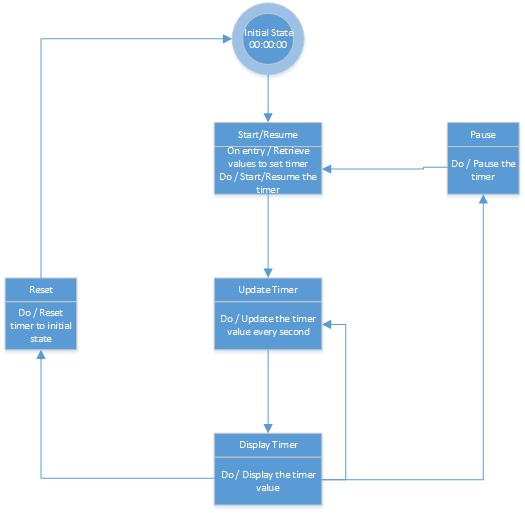 Initial State
00:00:00
Start/Resume
On entry / Retrieve
values to set timer
Do / Start/Resume the
timer
Pause
Do / Pause the
timer
Reset
Do / Reset
timer to initial
state
Update Timer
Do / Update the timer
value every second
Display Timer
Do / Display the timer
value